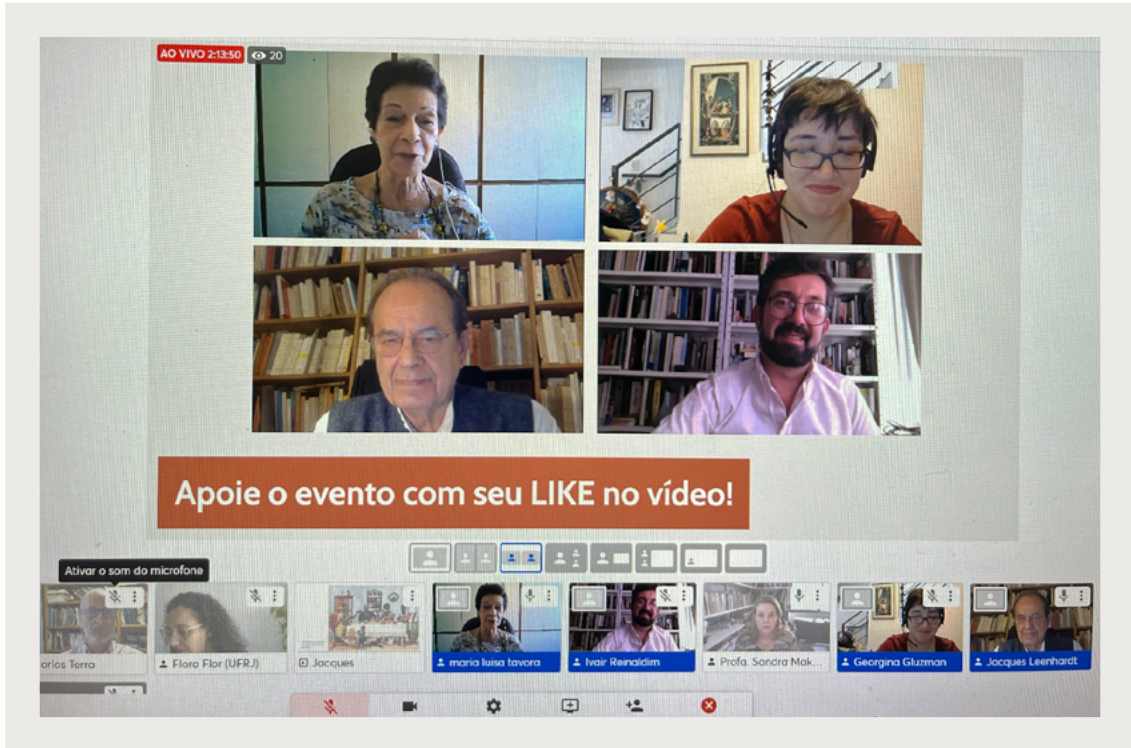 AO VIVO 2:13:50 20
Apoie o evento com seu LIKE no vídeo!
Ativar o som do microfone
arlos Terra
Flora Flor (UFRJ)
Jacques
maria luisa tavora
Ivair Reinaldim
Profa. Sandra Mak...
Georgina Gluzman
Jacques Leenhardt